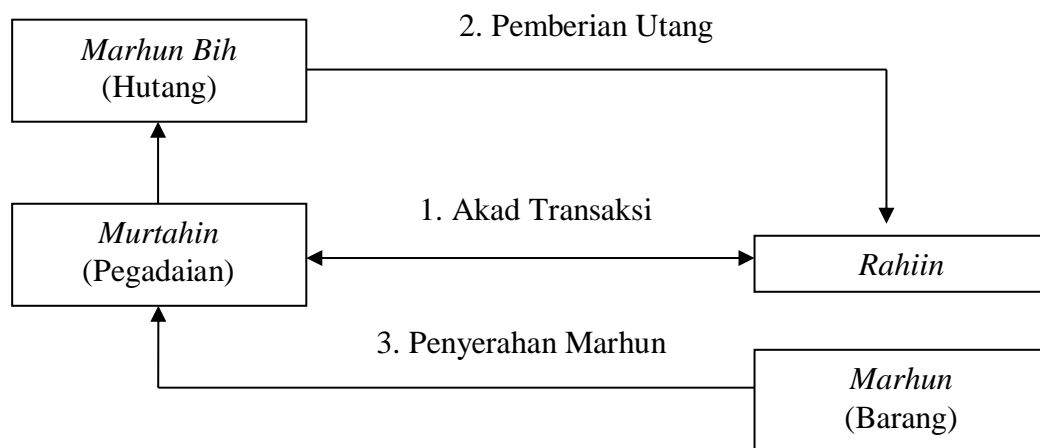 2. Pemberian Utang
Marhun Bih
(Hutang)
1. Akad Transaksi
Murtahin
(Pegadaian)
Rahiin
3. Penyerahan Marhun
Marhun
(Barang)